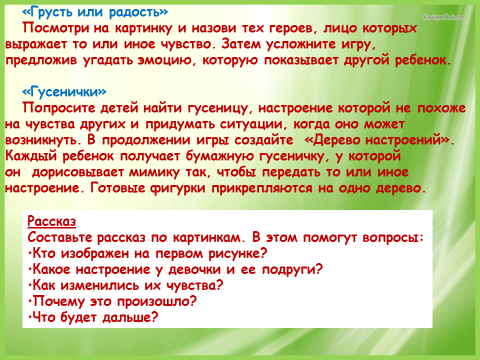 «Грусть или радость»
Посмотри на картинку и назови тех героев, лицо которых
выражает то или иное чувство. Затем усложните игру,
предложив угадать эмоцию, которую показывает другой ребенок.
«Гусенички»
Попросите детей найти гусеницу, настроение которой не похоже
на чувства других и придумать ситуации, когда оно может
возникнуть. В продолжении игры создайте «Дерево настроений».
Каждый ребенок получает бумажную гусеничку, у которой
он дорисовывает мимику так, чтобы передать то или иное
настроение. Готовые фигурки прикрепляются на одно дерево.
Рассказ
Составьте рассказ по картинкам. В этом помогут вопросы:
•Кто изображен на первом рисунке?
•Какое настроение у девочки и ее подруги?
•Как изменились их чувства?
•Почему это произошло?
•Что будет дальше?